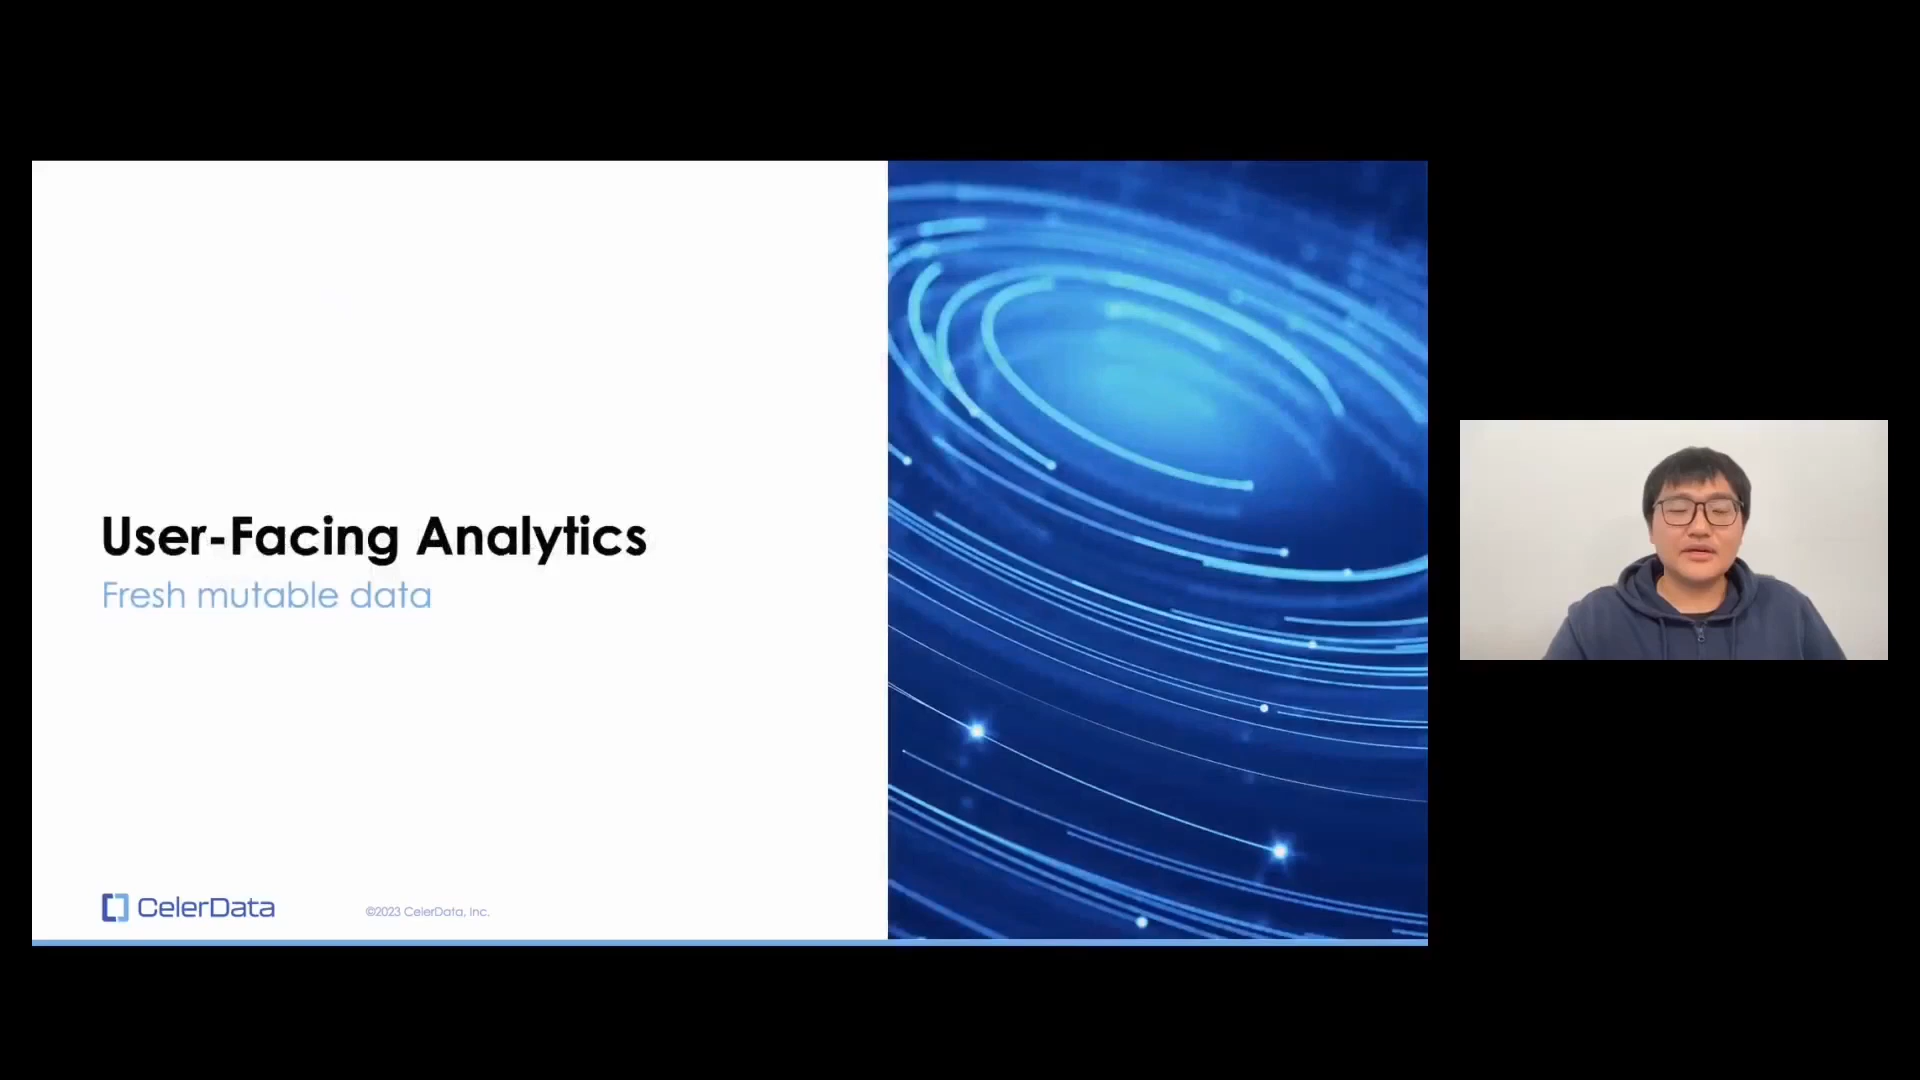 User-Facing Analytics
Fresh mutable data
CelerData
©2023 CelerData, Inc.